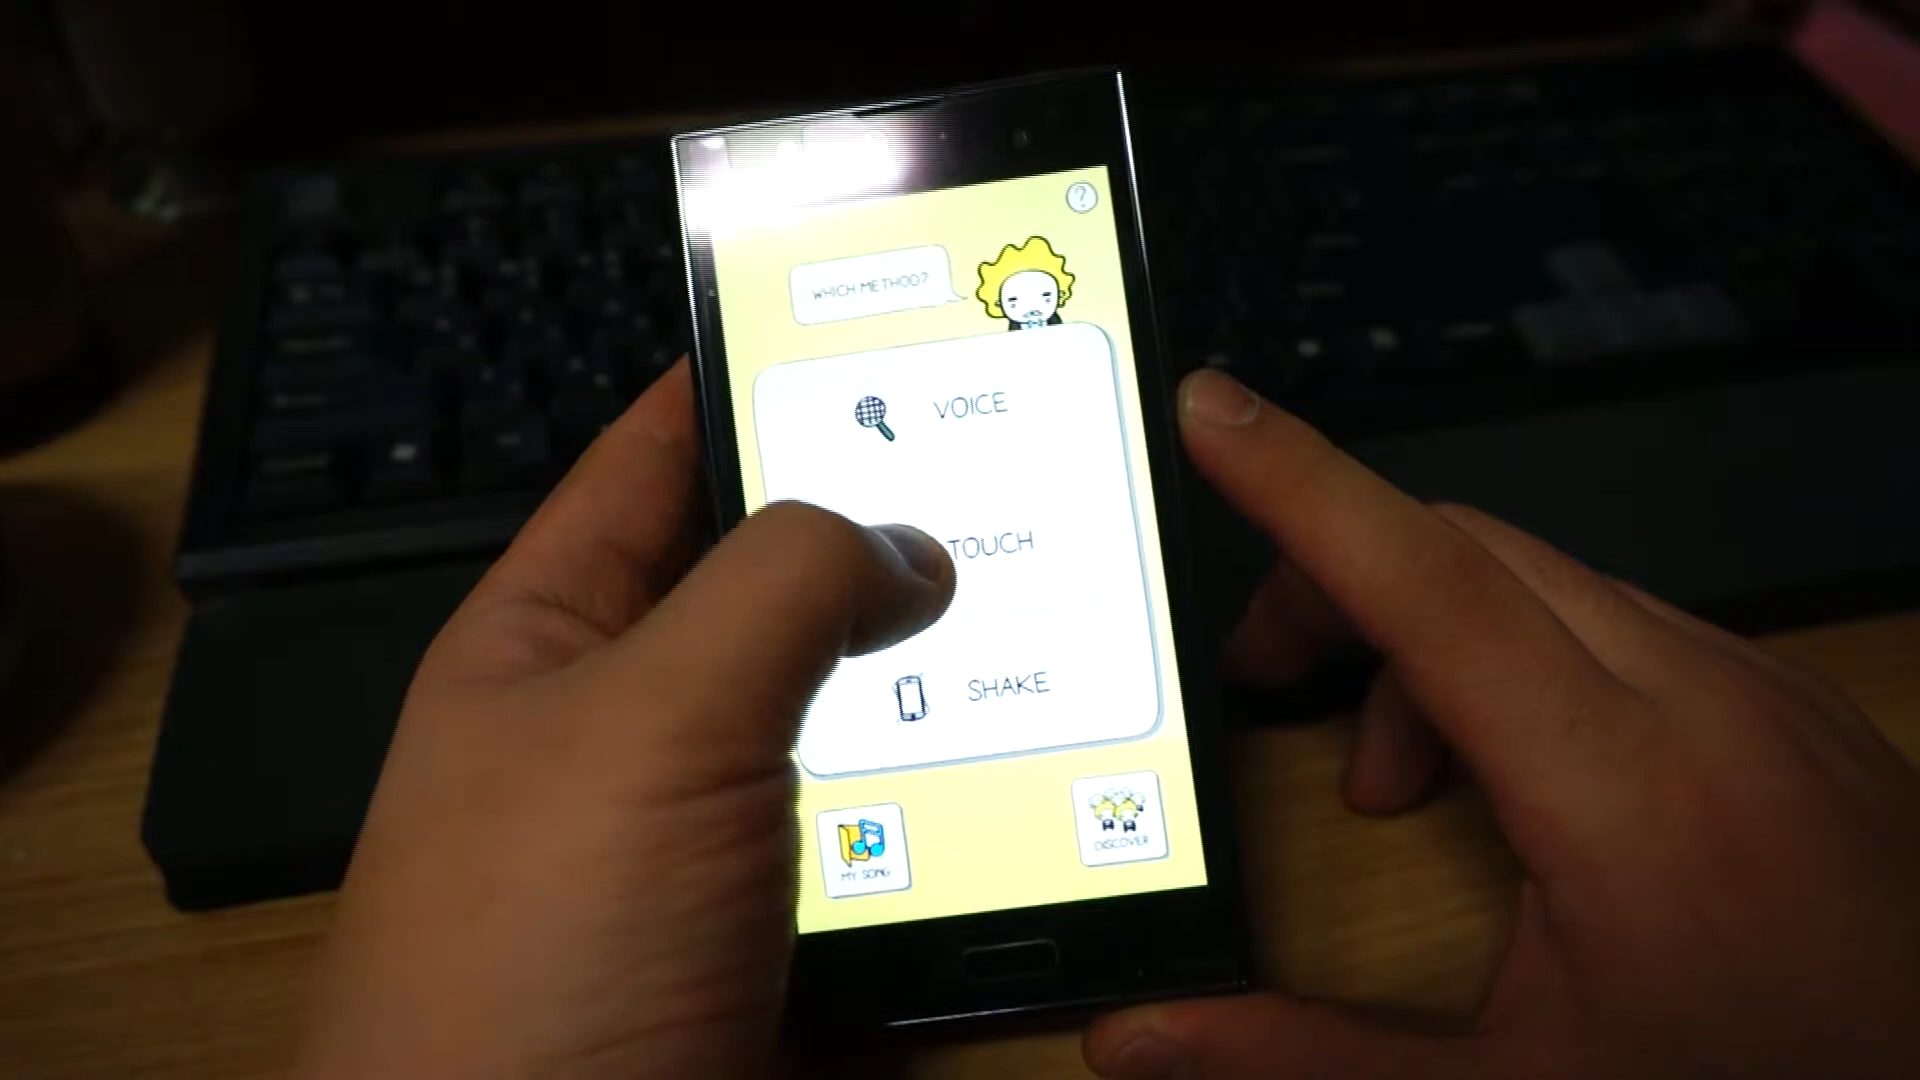 ?
WHICH METHOD?
VOICE
TOUCH
SHAKE
MY SONG
DISCOVER